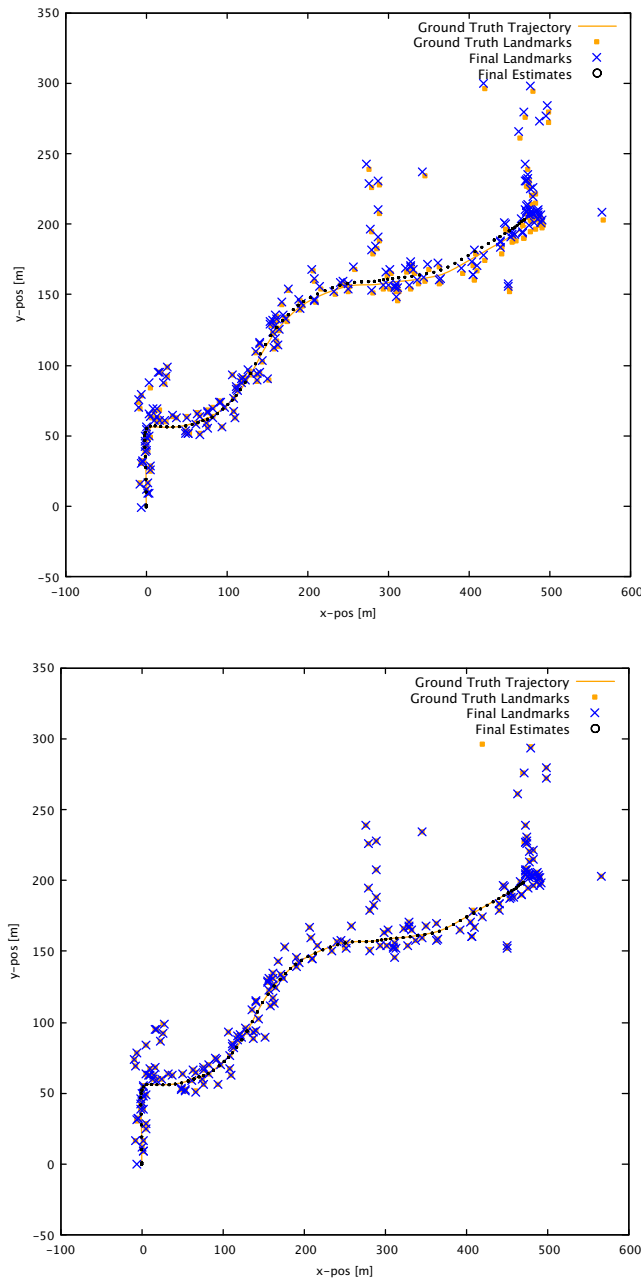 350
300
250
200
150
100
50
0
−50
−100 0 100 200 300 400 500 600
y−pos [m]
x−pos [m]
Ground Truth Trajectory
Ground Truth Landmarks
Final Landmarks
Final Estimates
350
300
250
200
150
100
50
0
−50
−100 0 100 200 300 400 500 600
y−pos [m]
x−pos [m]
Ground Truth Trajectory
Ground Truth Landmarks
Final Landmarks
Final Estimates